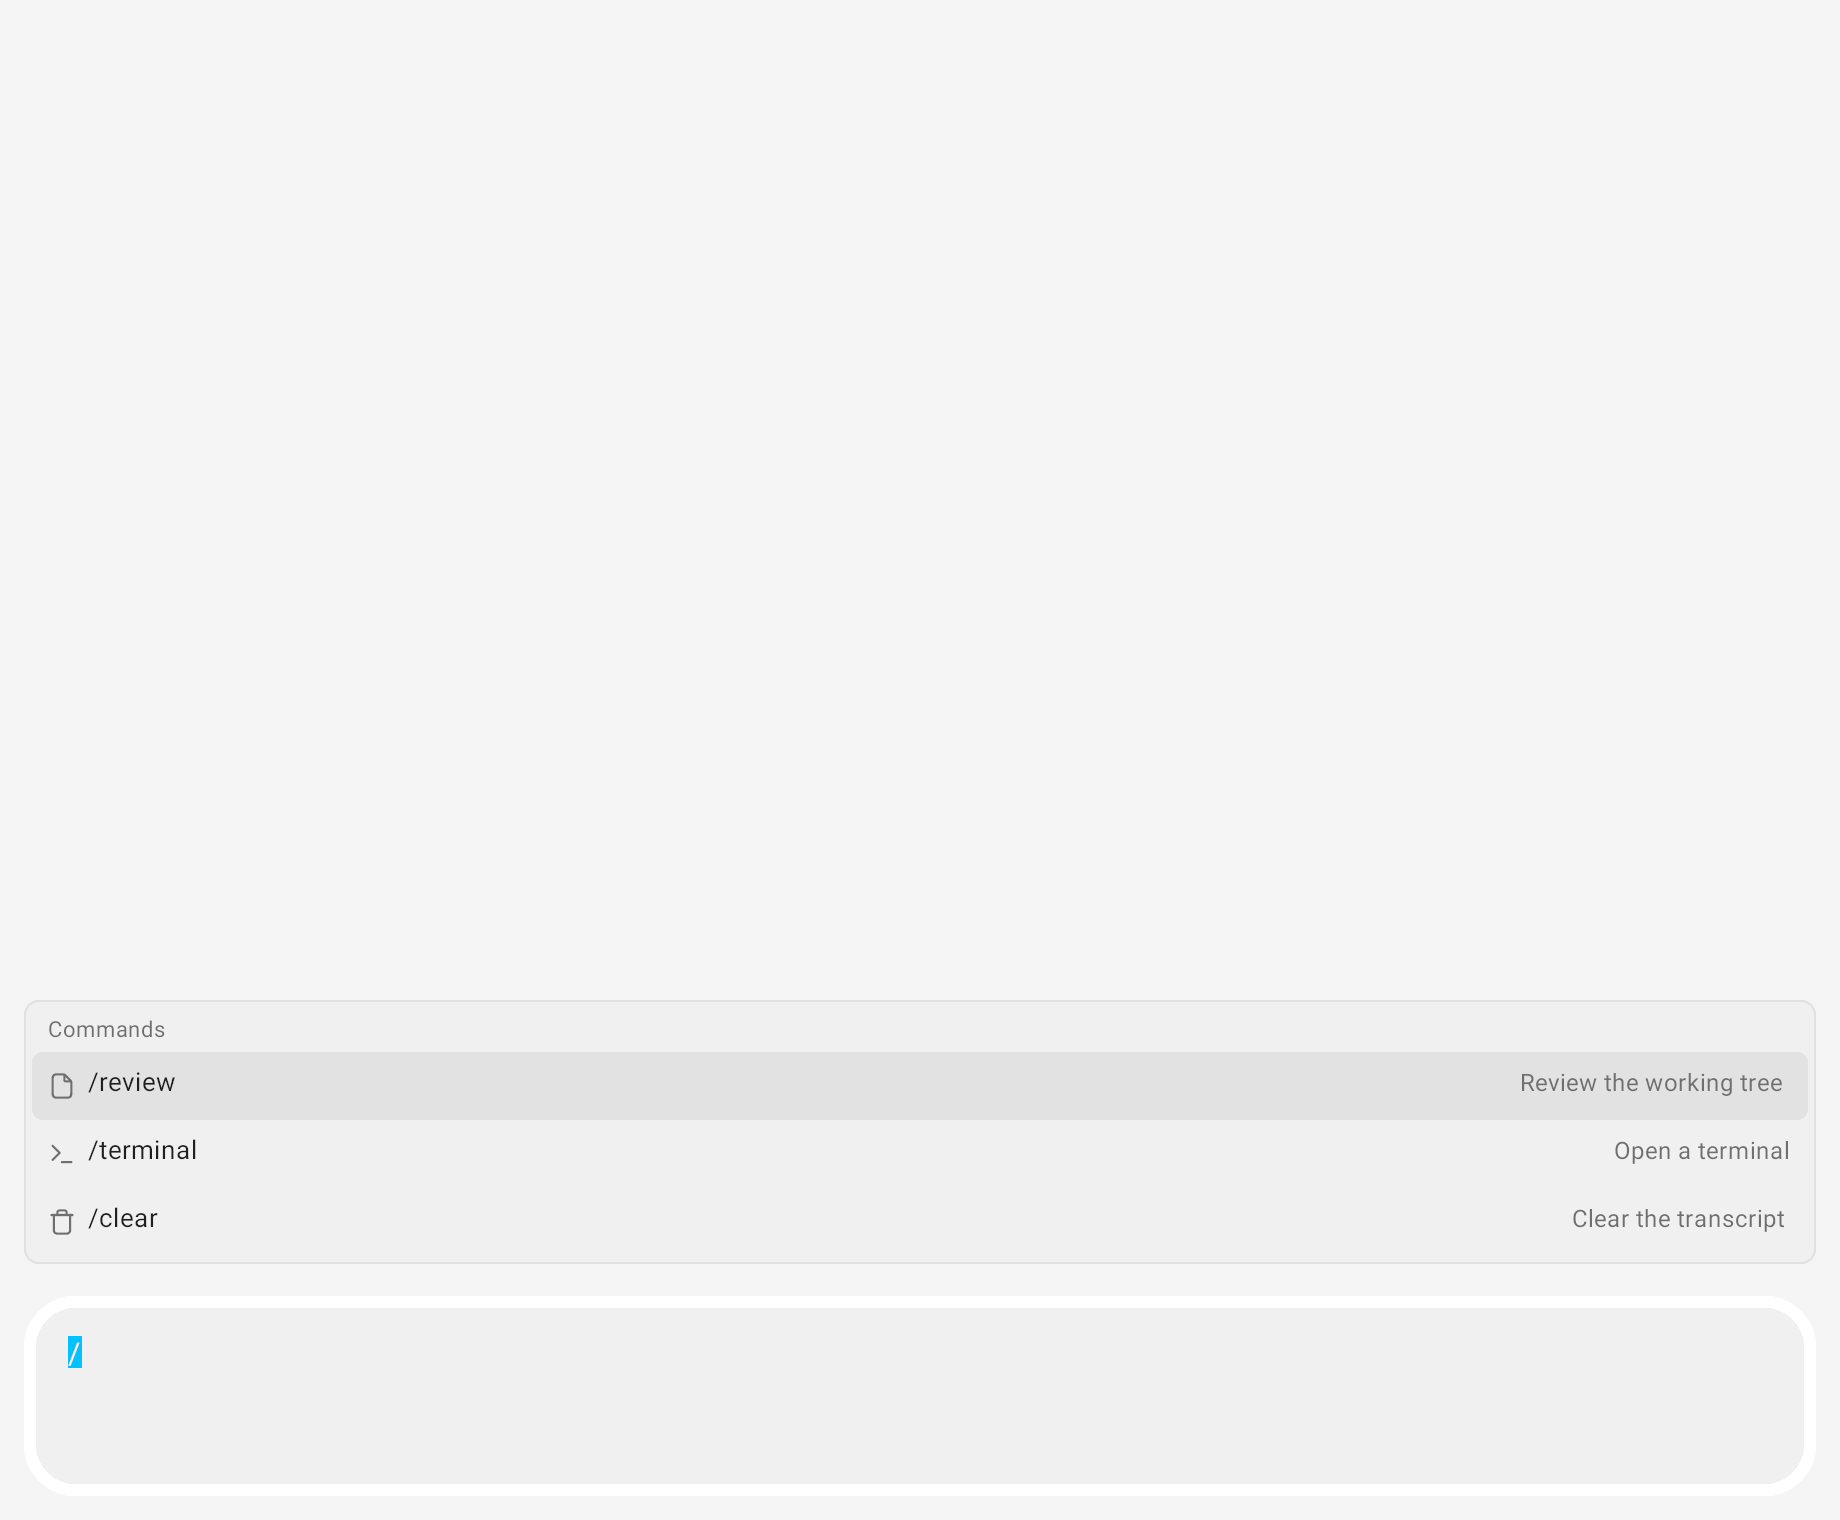 Commands
/review Review the working tree
/terminal Open a terminal
/clear Clear the transcript
/